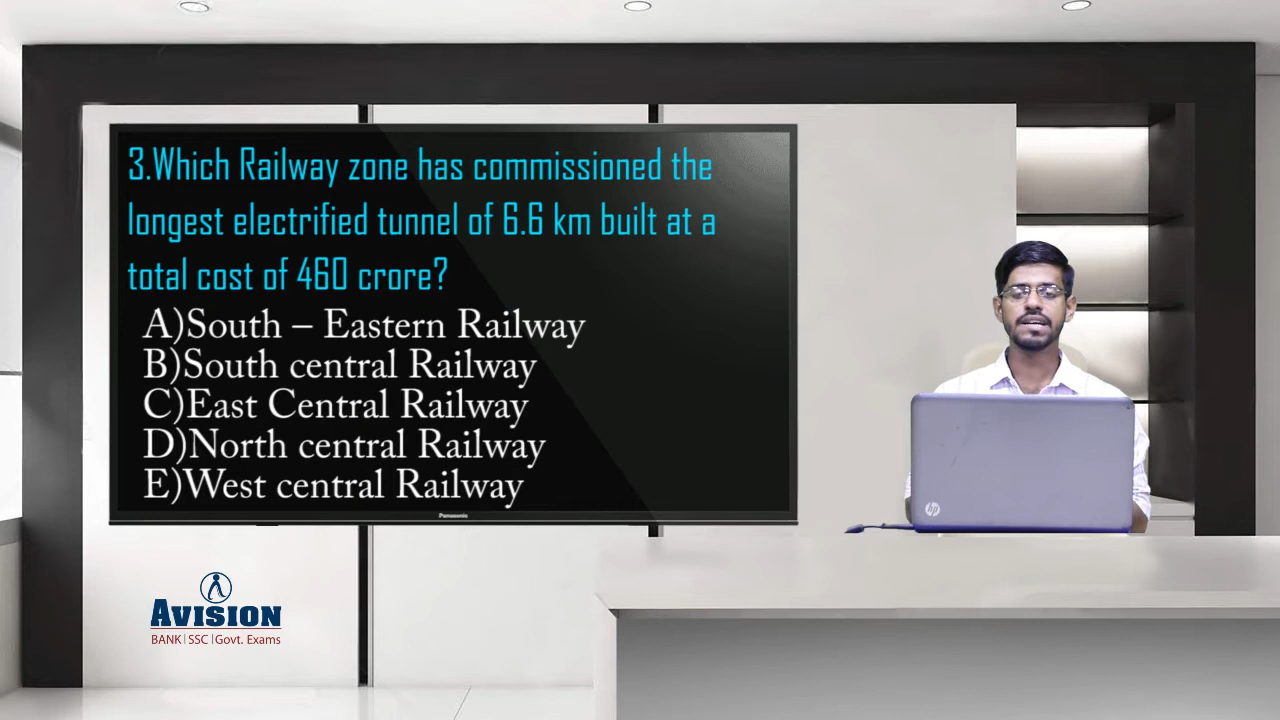 3.Which Railway zone has commissioned the
longest electrified tunnel of 6.6 km built at a
total cost of 460 crore?
A)South – Eastern Railway
B)South central Railway
C)East Central Railway
D)North central Railway
E)West central Railway
Panasonic
hp
AVISION
BANK|SSC|Govt. Exams